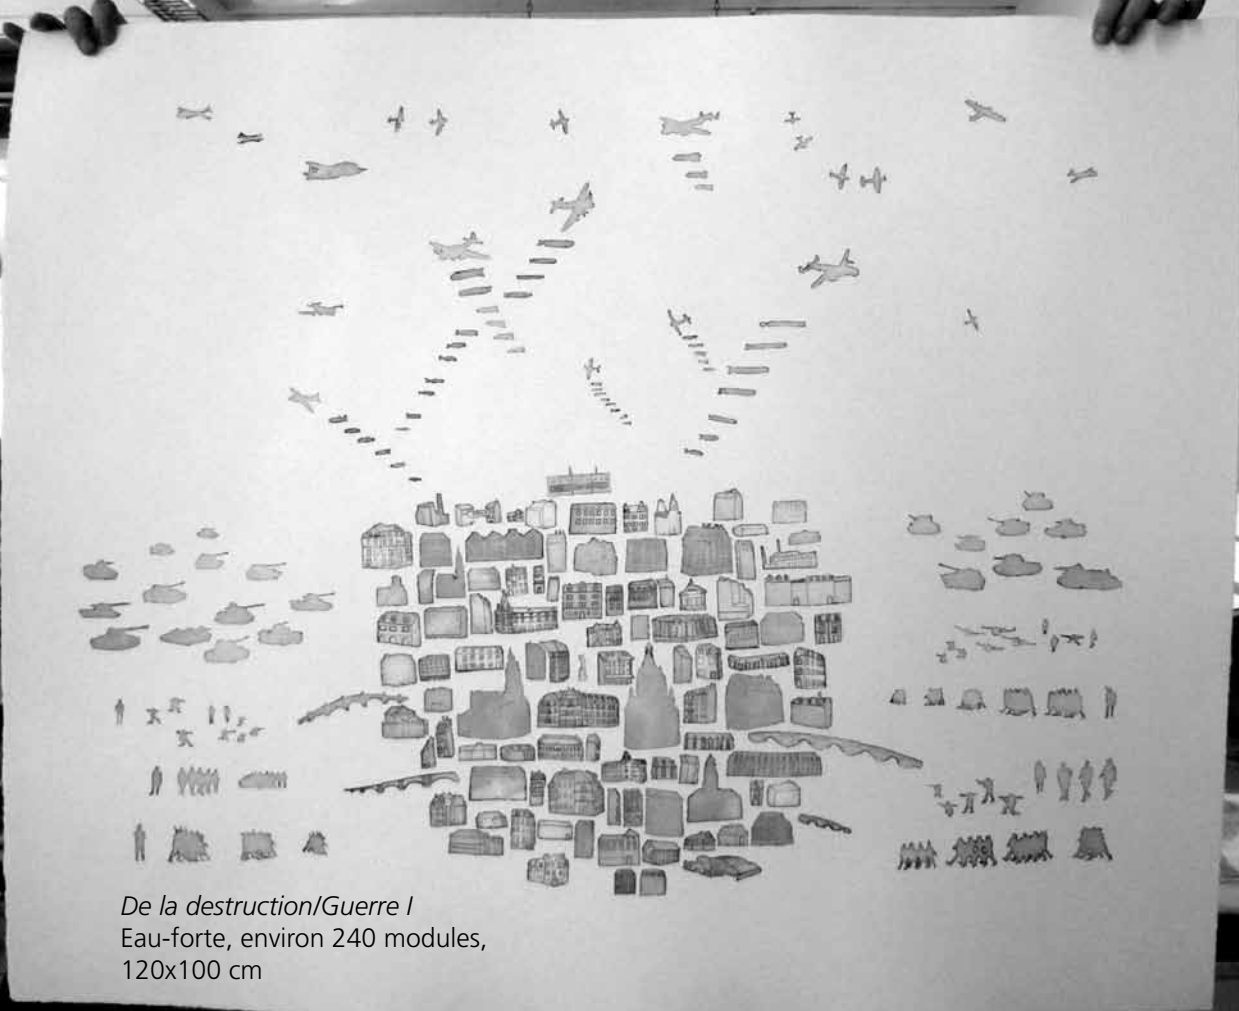 De la destruction/Guerre I
Eau-forte, environ 240 modules,
120x100 cm